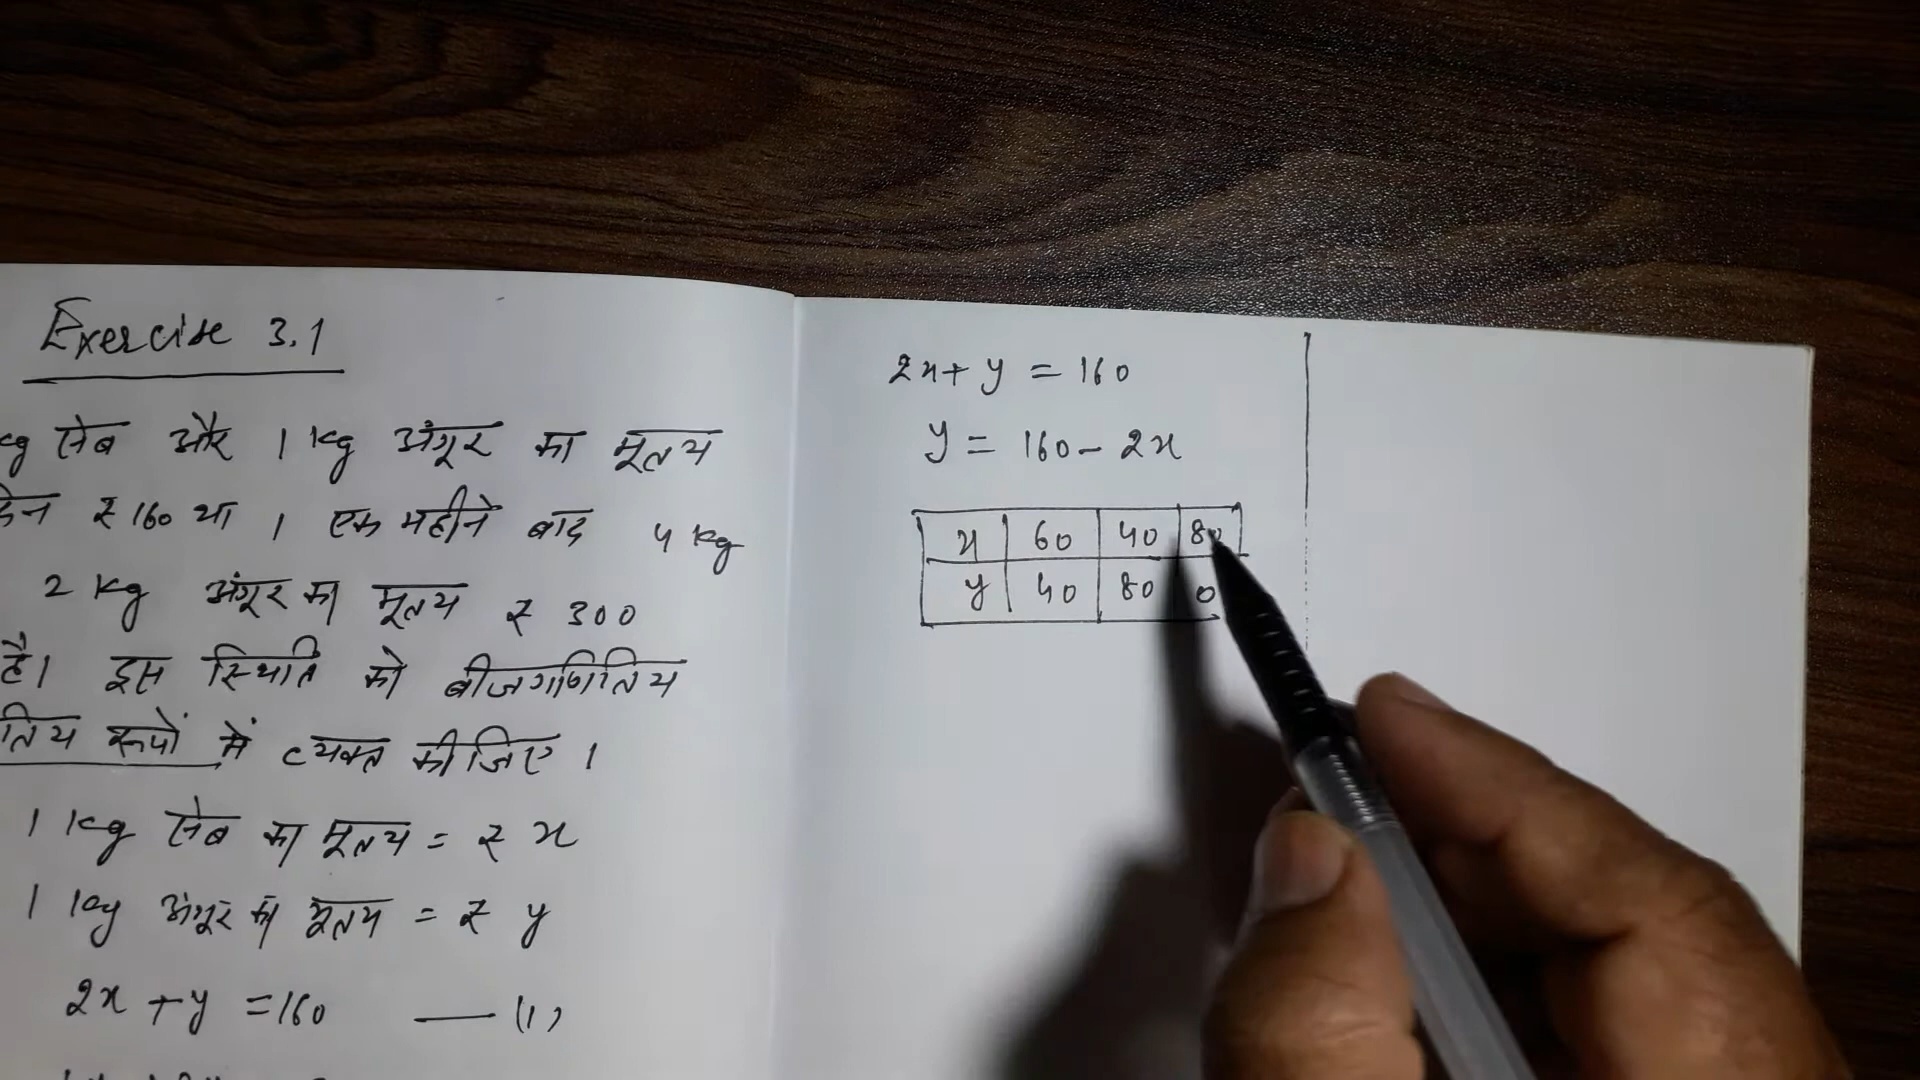 Exercise 3.1
kg सेब और 1 kg अंगूर का मूल्य
₹ 160 था । एक महीने बाद 4 kg
2 kg अंगूर का मूल्य ₹ 300
है। इस स्थिति को बीजगणितिय
रूपों में व्यक्त कीजिए ।
1 kg सेब का मूल्य = ₹ x
1 kg अंगूर का मूल्य = ₹ y
2x + y = 160 — (1)
2x + y = 160
y = 160 - 2x
x 60 40 80
y 40 80 0